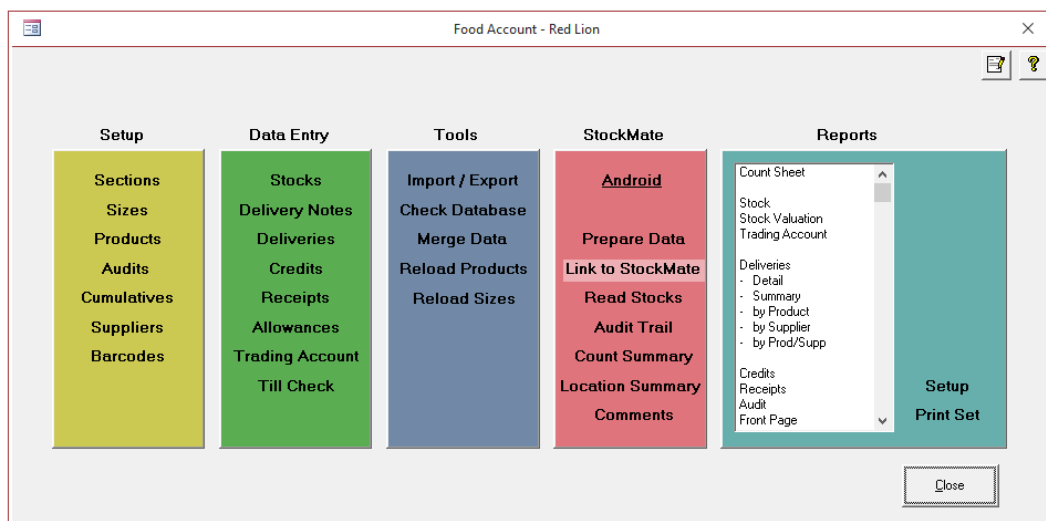 Food Account - Red Lion
Setup
Sections
Sizes
Products
Audits
Cumulatives
Suppliers
Barcodes
Data Entry
Stocks
Delivery Notes
Deliveries
Credits
Receipts
Allowances
Trading Account
Till Check
Tools
Import / Export
Check Database
Merge Data
Reload Products
Reload Sizes
StockMate
Android
Prepare Data
Link to StockMate
Read Stocks
Audit Trail
Count Summary
Location Summary
Comments
Reports
Count Sheet
Stock
Stock Valuation
Trading Account
Deliveries
- Detail
- Summary
- by Product
- by Supplier
- by Prod/Supp
Credits
Receipts
Audit
Front Page
Setup
Print Set
Close